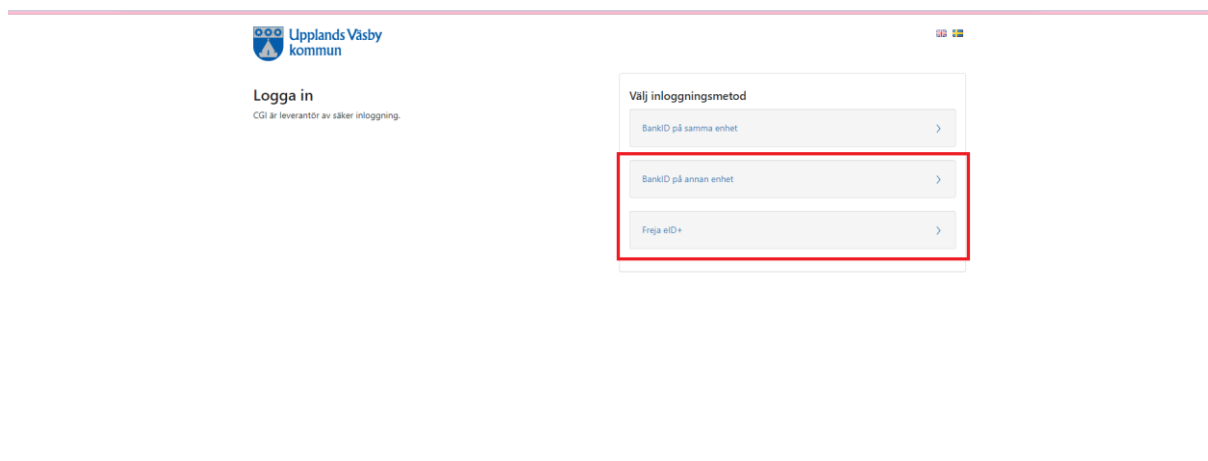 Upplands Väsby
kommun
Logga in
CGI är leverantör av säker inloggning.
Välj inloggningsmetod
BankID på samma enhet
BankID på annan enhet
Freja eID+